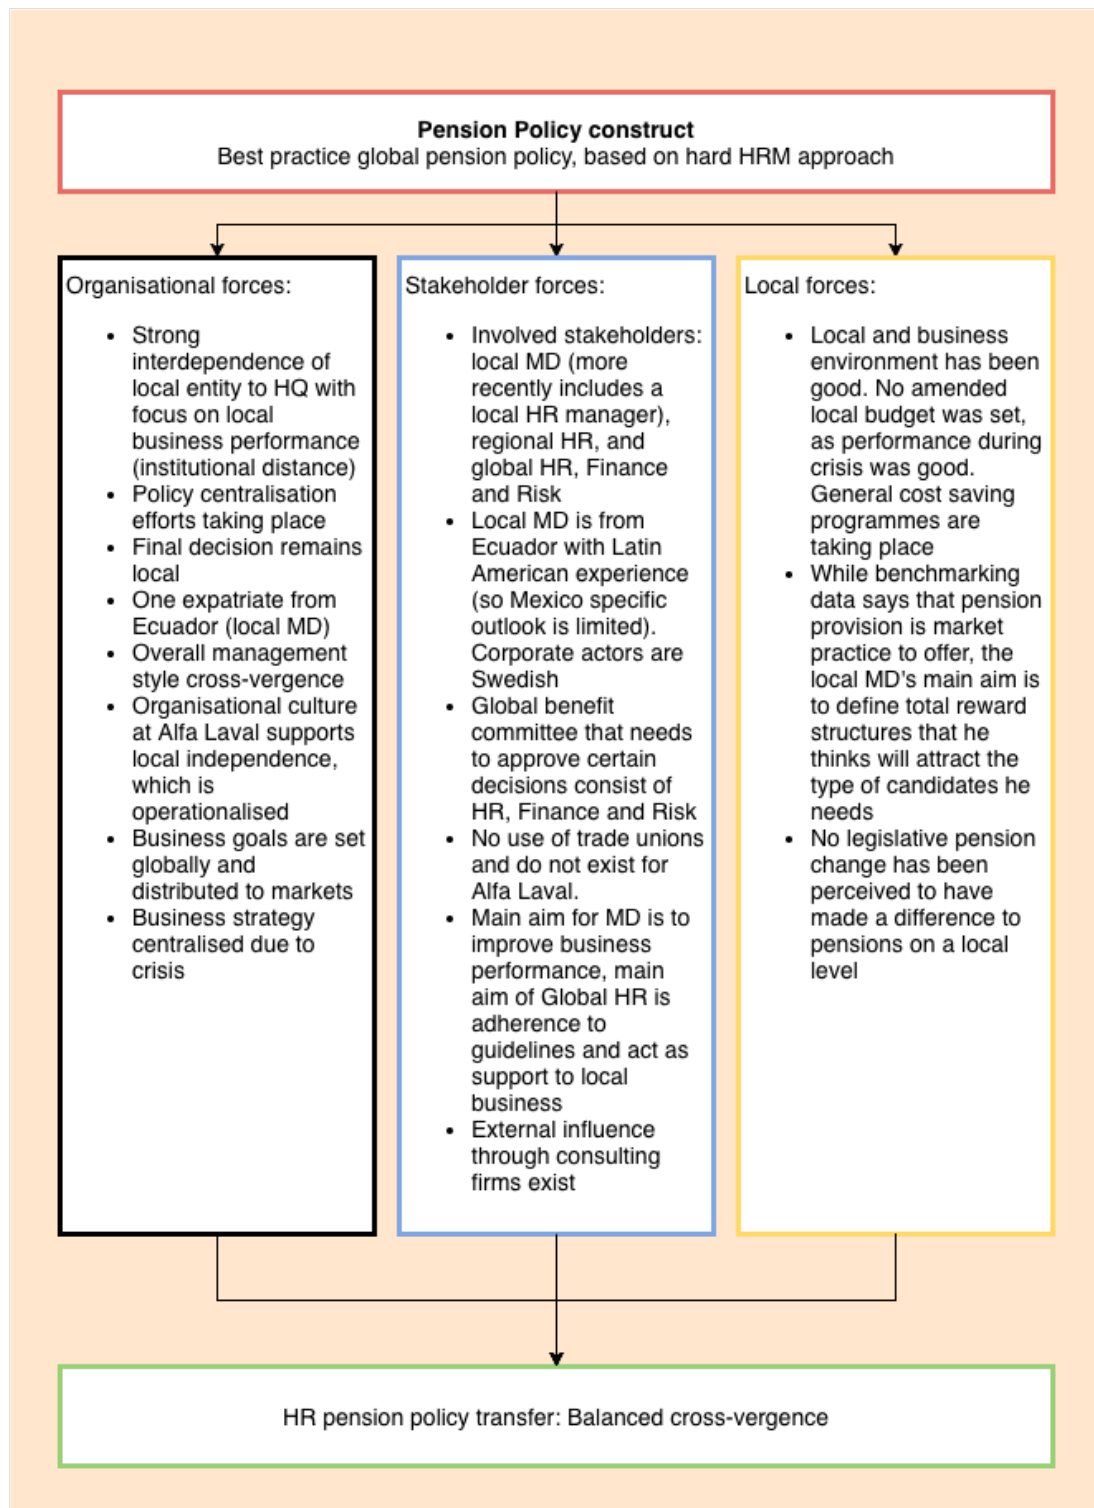 Pension Policy construct
Best practice global pension policy, based on hard HRM approach
Organisational forces:
• Strong
interdependence of
local entity to HQ with
focus on local
business performance
(institutional distance)
• Policy centralisation
efforts taking place
• Final decision remains
local
• One expatriate from
Ecuador (local MD)
• Overall management
style cross-vergence
• Organisational culture
at Alfa Laval supports
local independence,
which is
operationalised
• Business goals are set
globally and
distributed to markets
• Business strategy
centralised due to
crisis
Stakeholder forces:
• Involved stakeholders:
local MD (more
recently includes a
local HR manager),
regional HR, and
global HR, Finance
and Risk
• Local MD is from
Ecuador with Latin
American experience
(so Mexico specific
outlook is limited).
Corporate actors are
Swedish
• Global benefit
committee that needs
to approve certain
decisions consist of
HR, Finance and Risk
• No use of trade unions
and do not exist for
Alfa Laval.
• Main aim for MD is to
improve business
performance, main
aim of Global HR is
adherence to
guidelines and act as
support to local
business
• External influence
through consulting
firms exist
Local forces:
• Local and business
environment has been
good. No amended
local budget was set,
as performance during
crisis was good.
General cost saving
programmes are
taking place
• While benchmarking
data says that pension
provision is market
practice to offer, the
local MD's main aim is
to define total reward
structures that he
thinks will attract the
type of candidates he
needs
• No legislative pension
change has been
perceived to have
made a difference to
pensions on a local
level
HR pension policy transfer: Balanced cross-vergence